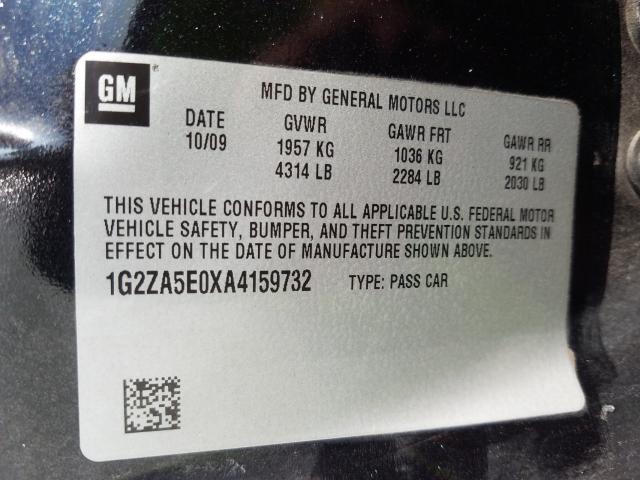 GM
MFD BY GENERAL MOTORS LLC
DATE GVWR GAWR FRT GAWR RR
10/09 1957 KG 1036 KG 921 KG
4314 LB 2284 LB 2030 LB
THIS VEHICLE CONFORMS TO ALL APPLICABLE U.S. FEDERAL MOTOR
VEHICLE SAFETY, BUMPER, AND THEFT PREVENTION STANDARDS IN
EFFECT ON THE DATE OF MANUFACTURE SHOWN ABOVE.
1G2ZA5E0XA4159732 TYPE: PASS CAR